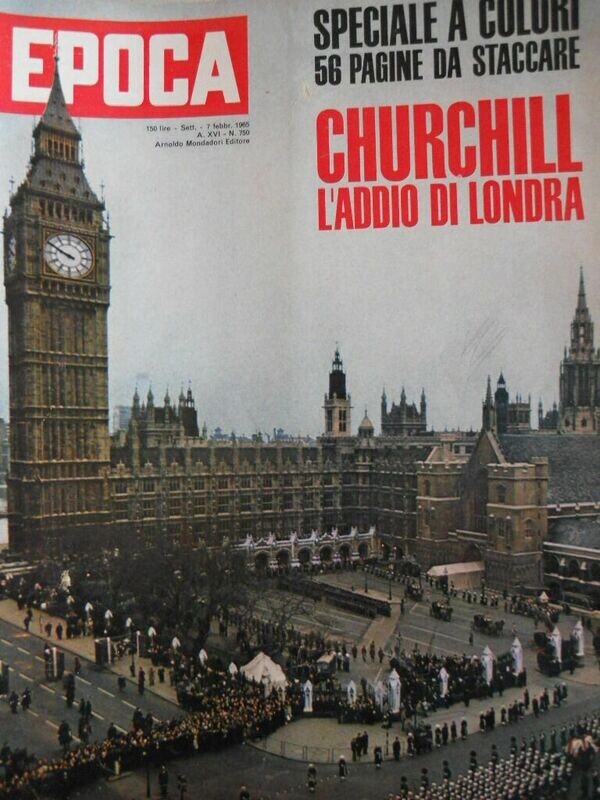 EPOCA
150 lire - Sett. - 7 febbr. 1965
A. XVI - N. 750
Arnoldo Mondadori Editore
SPECIALE A COLORI
56 PAGINE DA STACCARE
CHURCHILL
L'ADDIO DI LONDRA